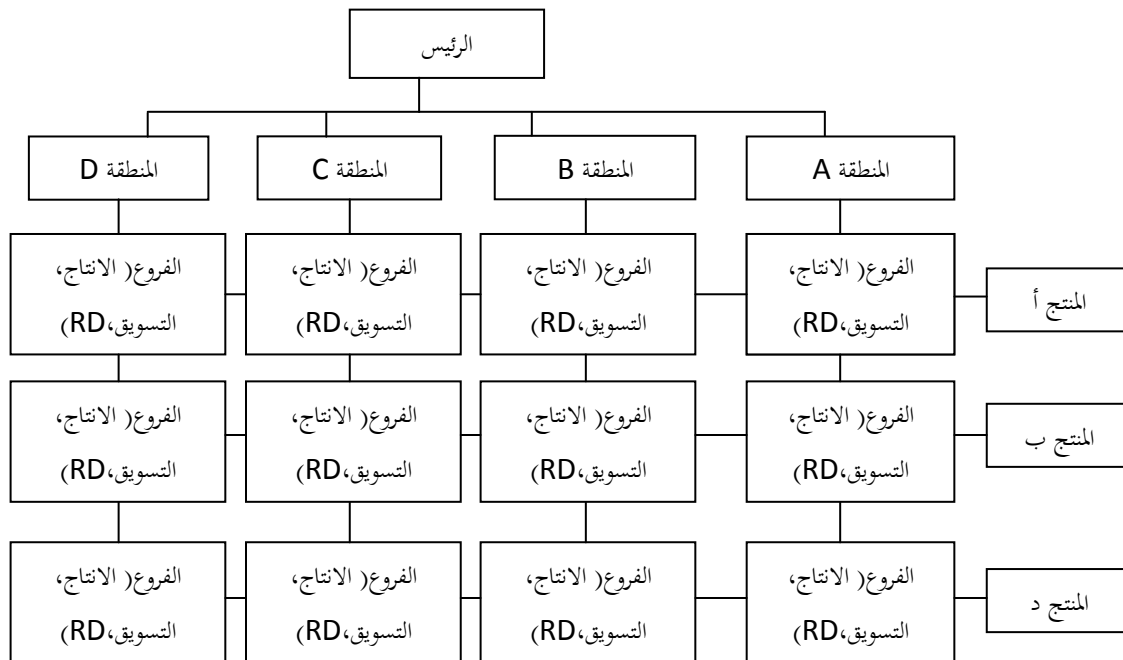 الرئيس
المنطقة A
المنطقة B
المنطقة C
المنطقة D
المنتج أ
الفروع( الانتاج،
التسويق،RD)
الفروع( الانتاج،
التسويق،RD)
الفروع( الانتاج،
التسويق،RD)
الفروع( الانتاج،
التسويق،RD)
المنتج ب
الفروع( الانتاج،
التسويق،RD)
الفروع( الانتاج،
التسويق،RD)
الفروع( الانتاج،
التسويق،RD)
الفروع( الانتاج،
التسويق،RD)
المنتج د
الفروع( الانتاج،
التسويق،RD)
الفروع( الانتاج،
التسويق،RD)
الفروع( الانتاج،
التسويق،RD)
الفروع( الانتاج،
التسويق،RD)